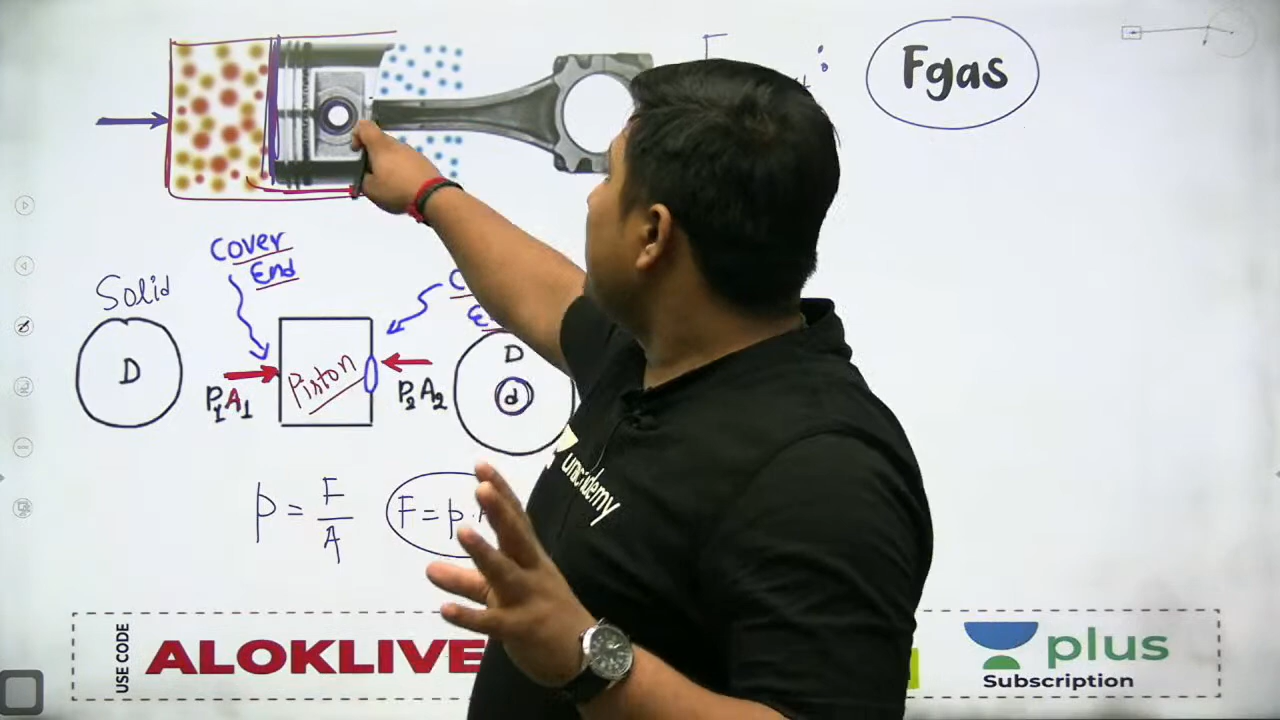 Fgas
Cover
End
Solid
D
P1A1
Piston
P2A2
D
d
P = F/A
F = p.
unacademy
USE CODE
ALOKLIVE
plus
Subscription